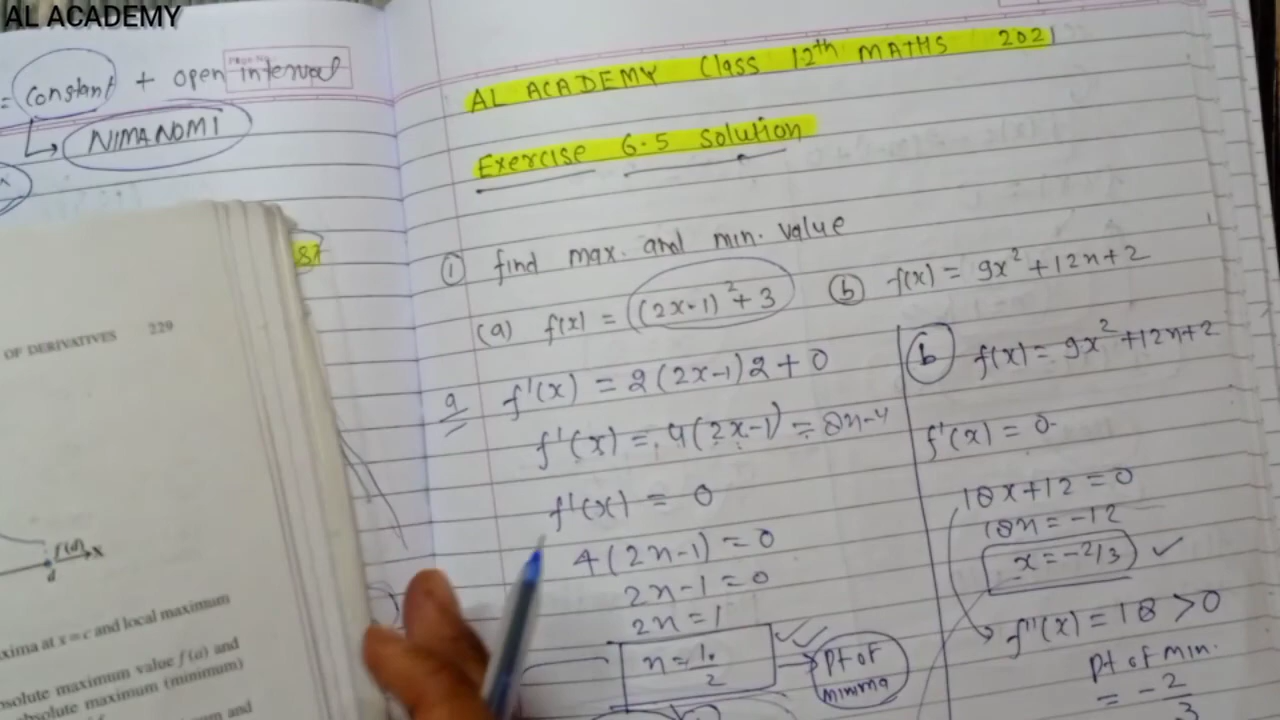 AL ACADEMY
= constant + open interval
NIMANOMI
OF DERIVATIVES 229
f(d) x
d
xima at x = c and local maximum
solute maximum value f(a) and
bsolute maximum (minimum)
um and
AL ACADEMY Class 12th MATHS 2021
Exercise 6.5 Solution
① find max. and min. value
(a) f(x) = (2x-1)² + 3 ⓑ f(x) = 9x² + 12x + 2
a f'(x) = 2(2x-1)2 + 0
f'(x) = 4(2x-1) = 8x-4
f'(x) = 0
4(2x-1) = 0
2x-1 = 0
2x = 1
x = 1/2 → Pt of minima
ⓑ f(x) = 9x² + 12x + 2
f'(x) = 0
18x + 12 = 0
18x = -12
x = -2/3 ✓
f''(x) = 18 > 0
Pt of min.
= -2/3